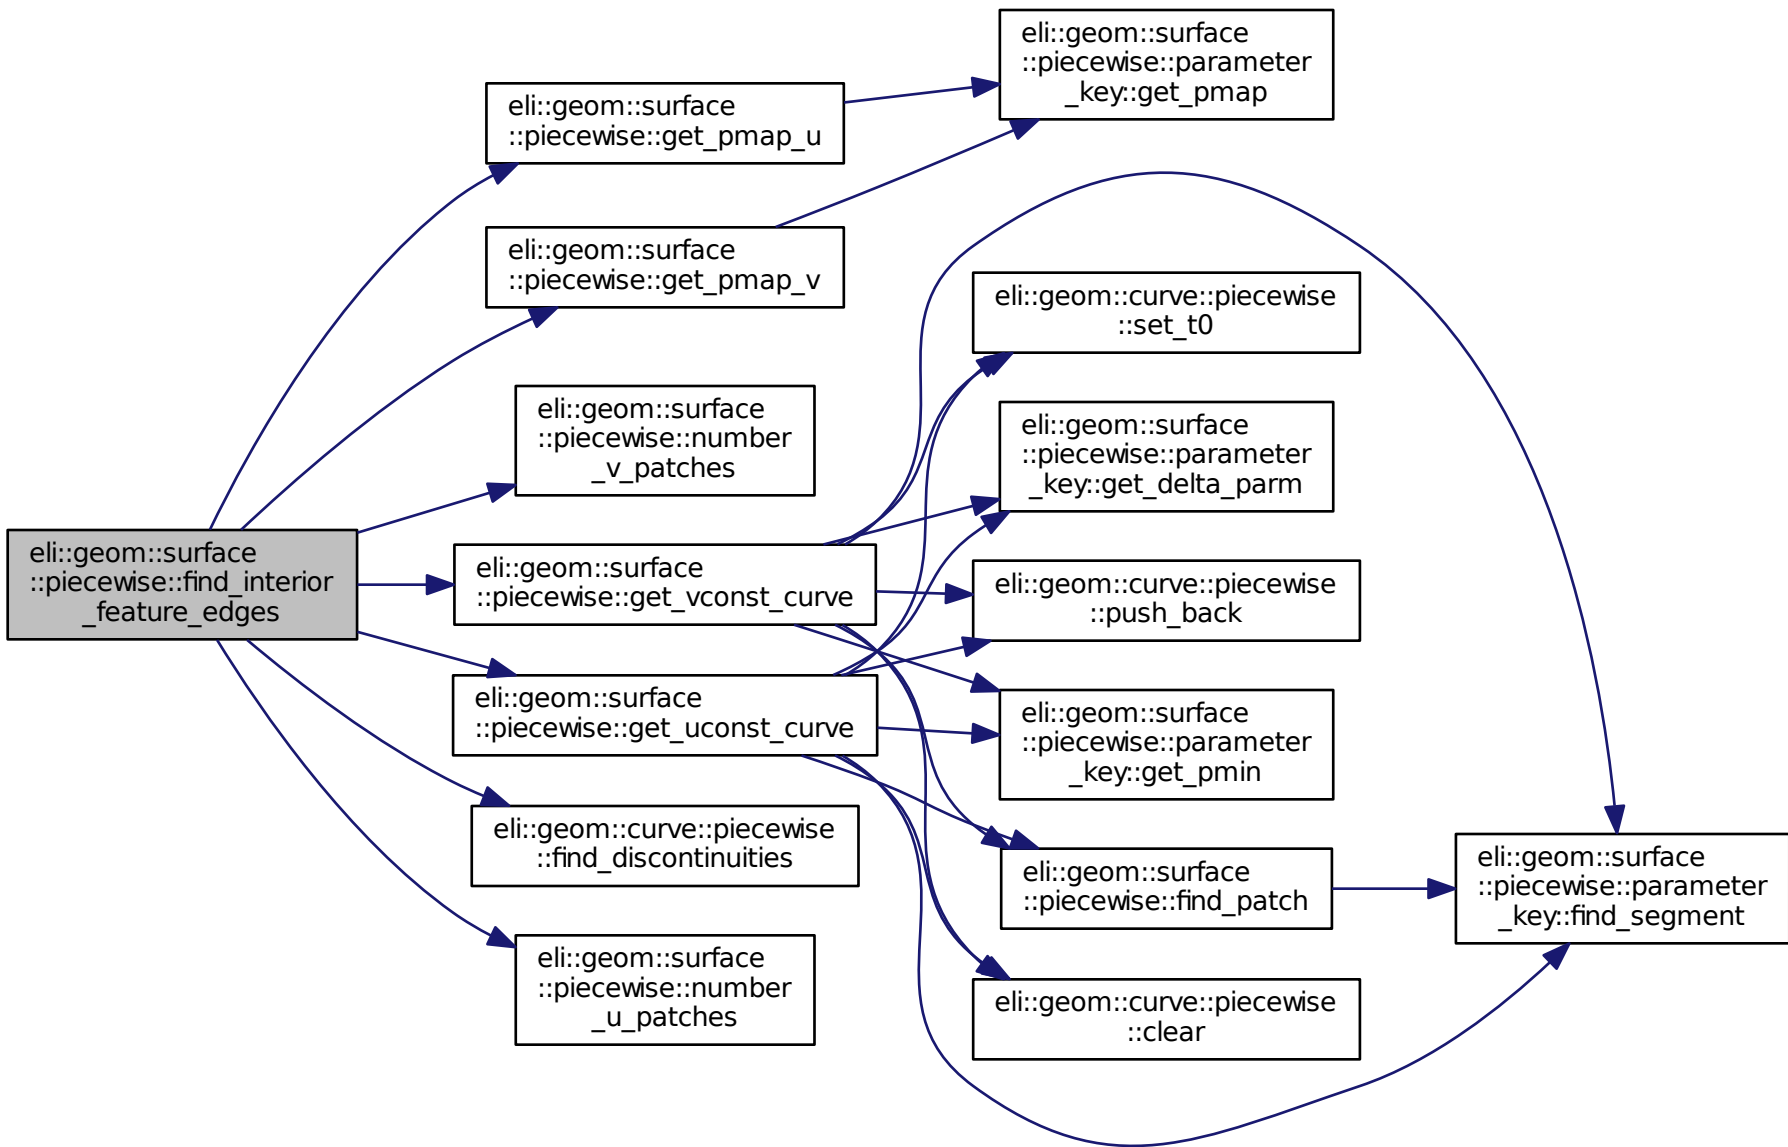 eli::geom::surface
::piecewise::find_interior
_feature_edges
eli::geom::surface
::piecewise::get_pmap_u
eli::geom::surface
::piecewise::get_pmap_v
eli::geom::surface
::piecewise::number
_v_patches
eli::geom::surface
::piecewise::get_vconst_curve
eli::geom::surface
::piecewise::get_uconst_curve
eli::geom::curve::piecewise
::find_discontinuities
eli::geom::surface
::piecewise::number
_u_patches
eli::geom::surface
::piecewise::parameter
_key::get_pmap
eli::geom::curve::piecewise
::set_t0
eli::geom::surface
::piecewise::parameter
_key::get_delta_parm
eli::geom::curve::piecewise
::push_back
eli::geom::surface
::piecewise::parameter
_key::get_pmin
eli::geom::surface
::piecewise::find_patch
eli::geom::curve::piecewise
::clear
eli::geom::surface
::piecewise::parameter
_key::find_segment